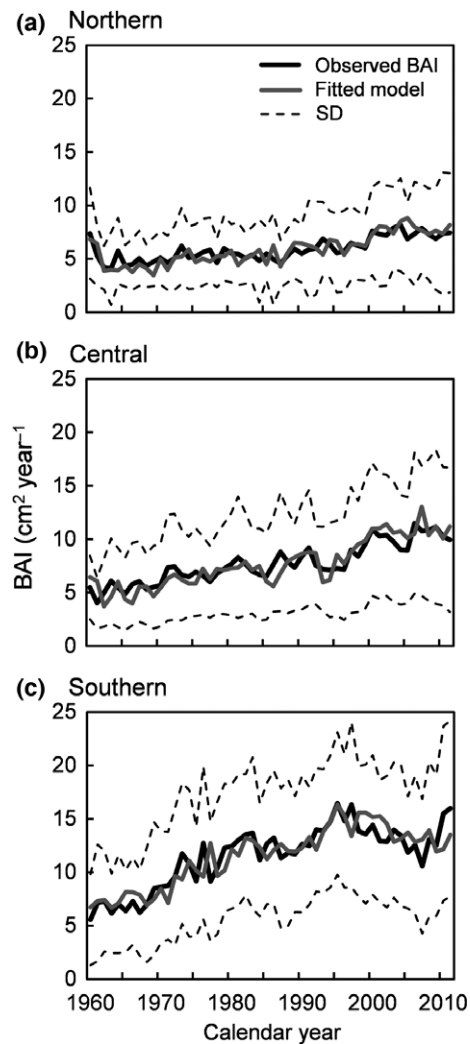 (a) Northern
25
20
15
10
5
0
Observed BAI
Fitted model
SD
(b) Central
25
20
15
10
5
0
BAI (cm² year⁻¹)
(c) Southern
25
20
15
10
5
0
1960 1970 1980 1990 2000 2010
Calendar year